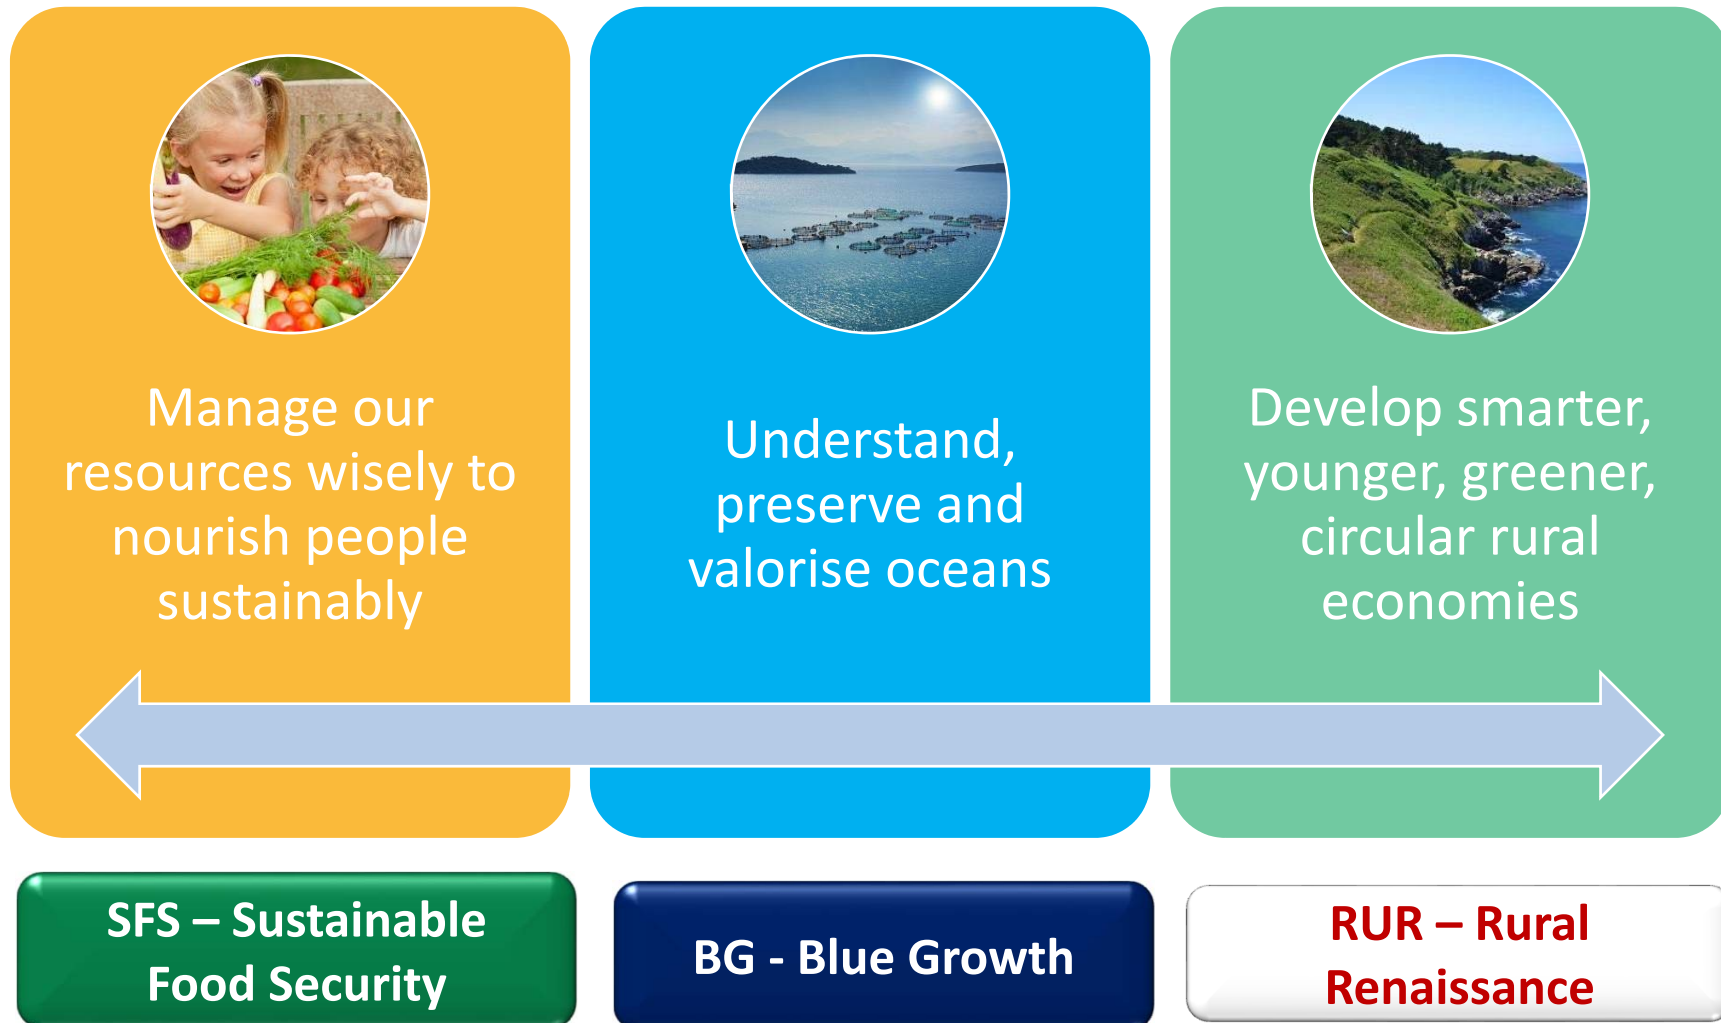 Manage our
resources wisely to
nourish people
sustainably
Understand,
preserve and
valorise oceans
Develop smarter,
younger, greener,
circular rural
economies
SFS – Sustainable
Food Security
BG - Blue Growth
RUR – Rural
Renaissance